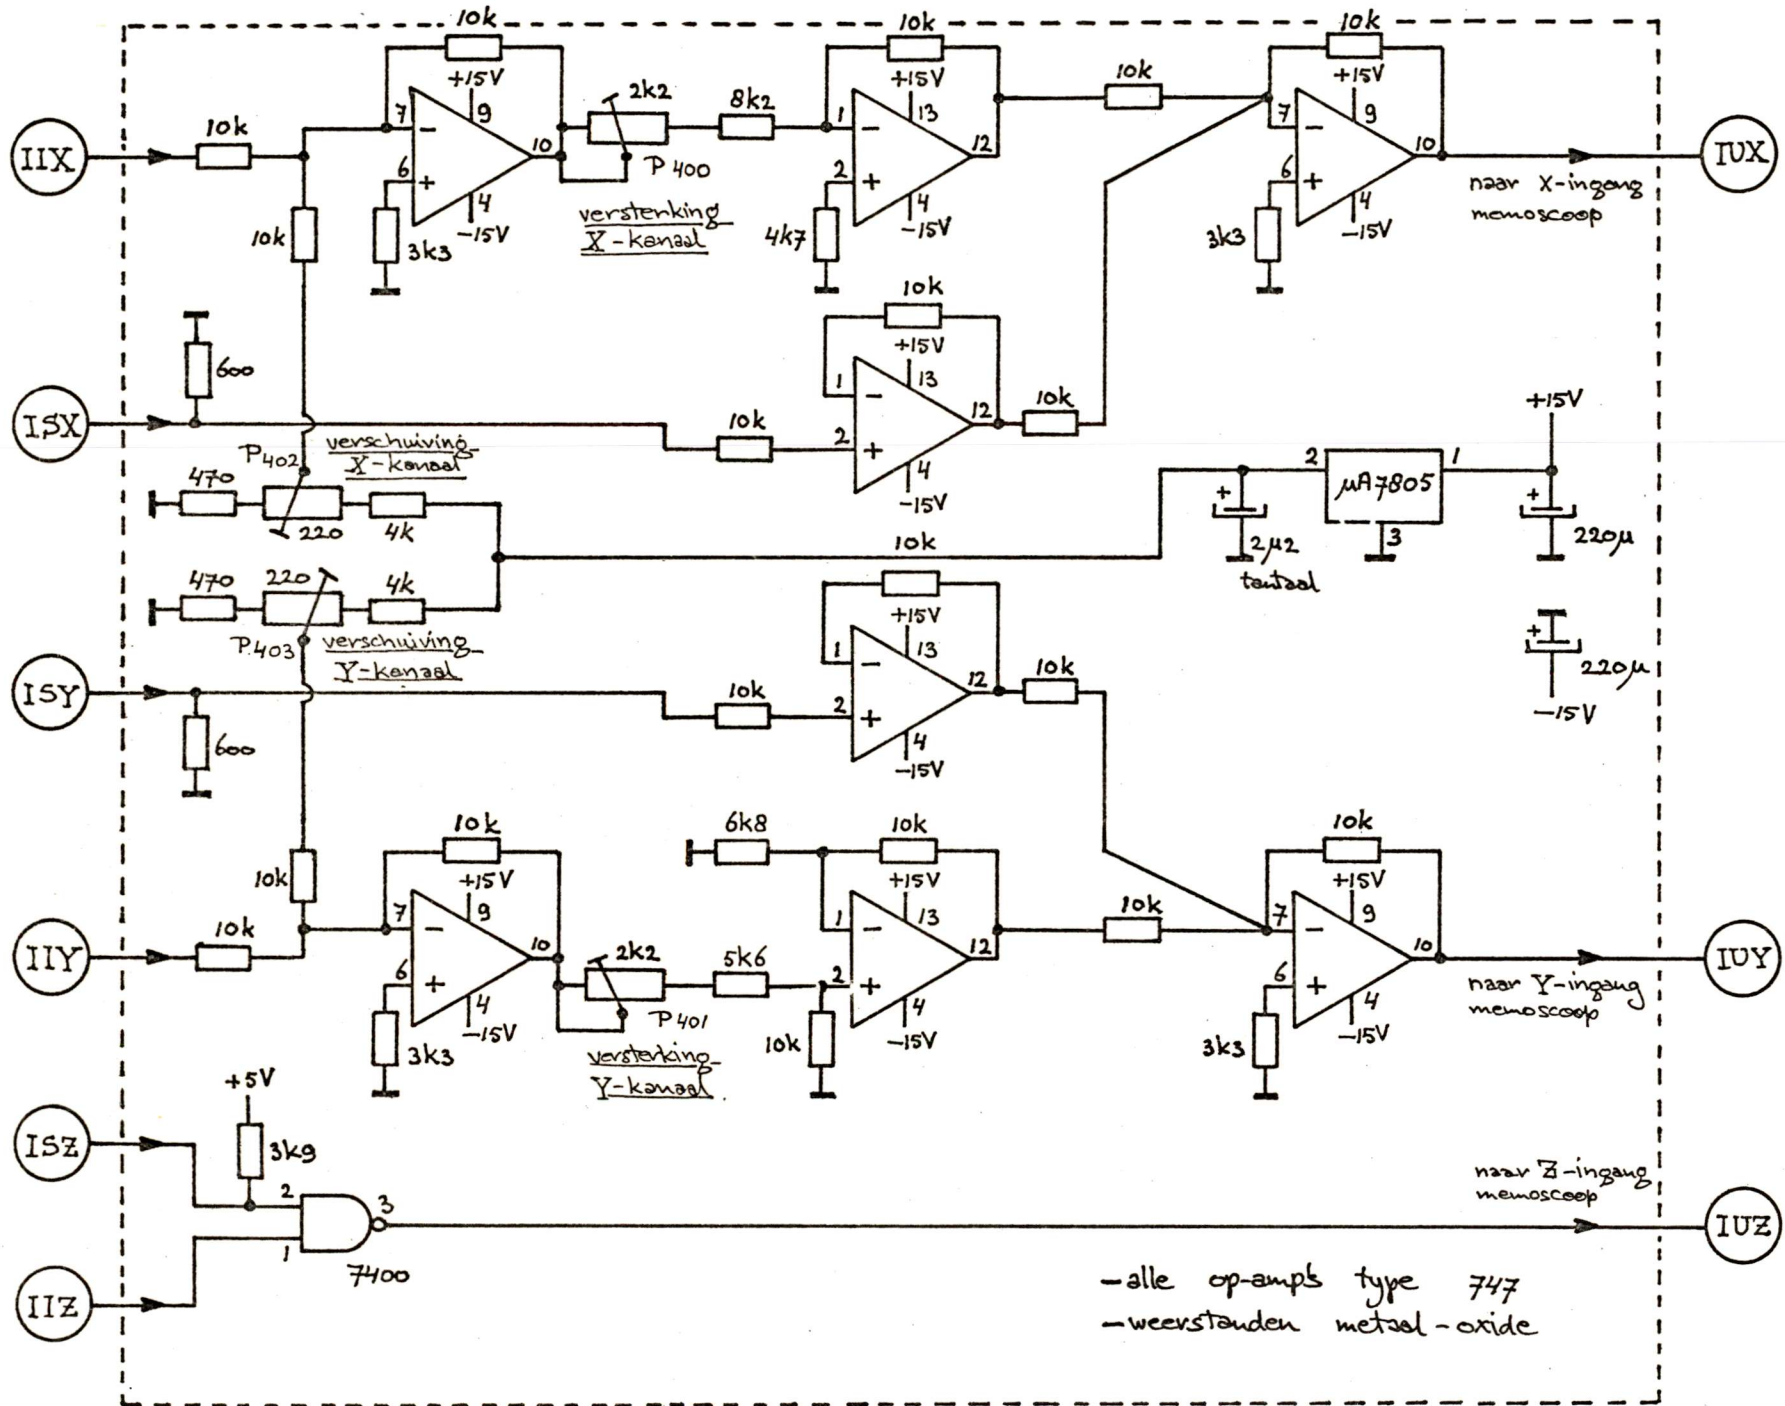 10k
10k
10k
+15V
+15V
+15V
IIX
10k
7
9
10
6
4
-15V
3k3
10k
2k2
P400
versterking
X-kanaal
8k2
1
13
12
2
4
-15V
4k7
10k
7
9
10
6
4
-15V
3k3
naar X-ingang
memoscoop
IUX
600
ISX
10k
+15V
1
13
12
2
4
-15V
10k
10k
P402
verschuiving
X-kanaal
470
220
4k
2
µA7805
1
3
+15V
+
2µ2
tantaal
+
220µ
470
220
4k
P403
verschuiving
Y-kanaal
10k
+15V
1
13
12
2
4
-15V
ISY
600
10k
10k
+
220µ
-15V
10k
10k
IIY
10k
+15V
7
9
10
6
4
-15V
3k3
2k2
P401
versterking
Y-kanaal
6k8
5k6
10k
10k
+15V
1
13
12
2
4
-15V
10k
10k
+15V
7
9
10
6
4
-15V
3k3
naar Y-ingang
memoscoop
IUY
+5V
3k9
ISZ
2
3
1
7400
IIZ
naar Z-ingang
memoscoop
IUZ
-alle op-amp's type 747
-weerstanden metaal-oxide